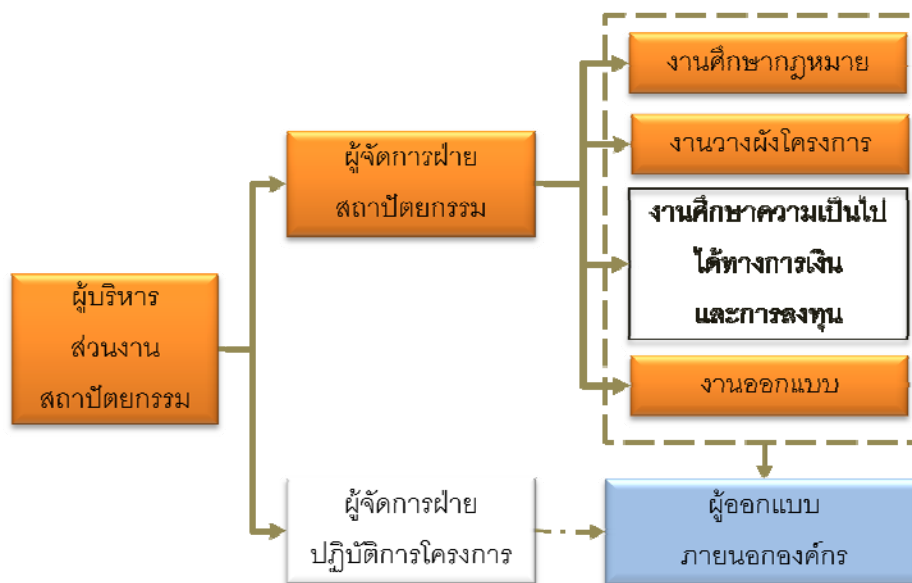 ผู้บริหาร
ส่วนงาน
สถาปัตยกรรม
ผู้จัดการฝ่าย
สถาปัตยกรรม
งานศึกษากฎหมาย
งานวางผังโครงการ
งานศึกษาความเป็นไป
ได้ทางการเงิน
และการลงทุน
งานออกแบบ
ผู้จัดการฝ่าย
ปฏิบัติการโครงการ
ผู้ออกแบบ
ภายนอกองค์กร